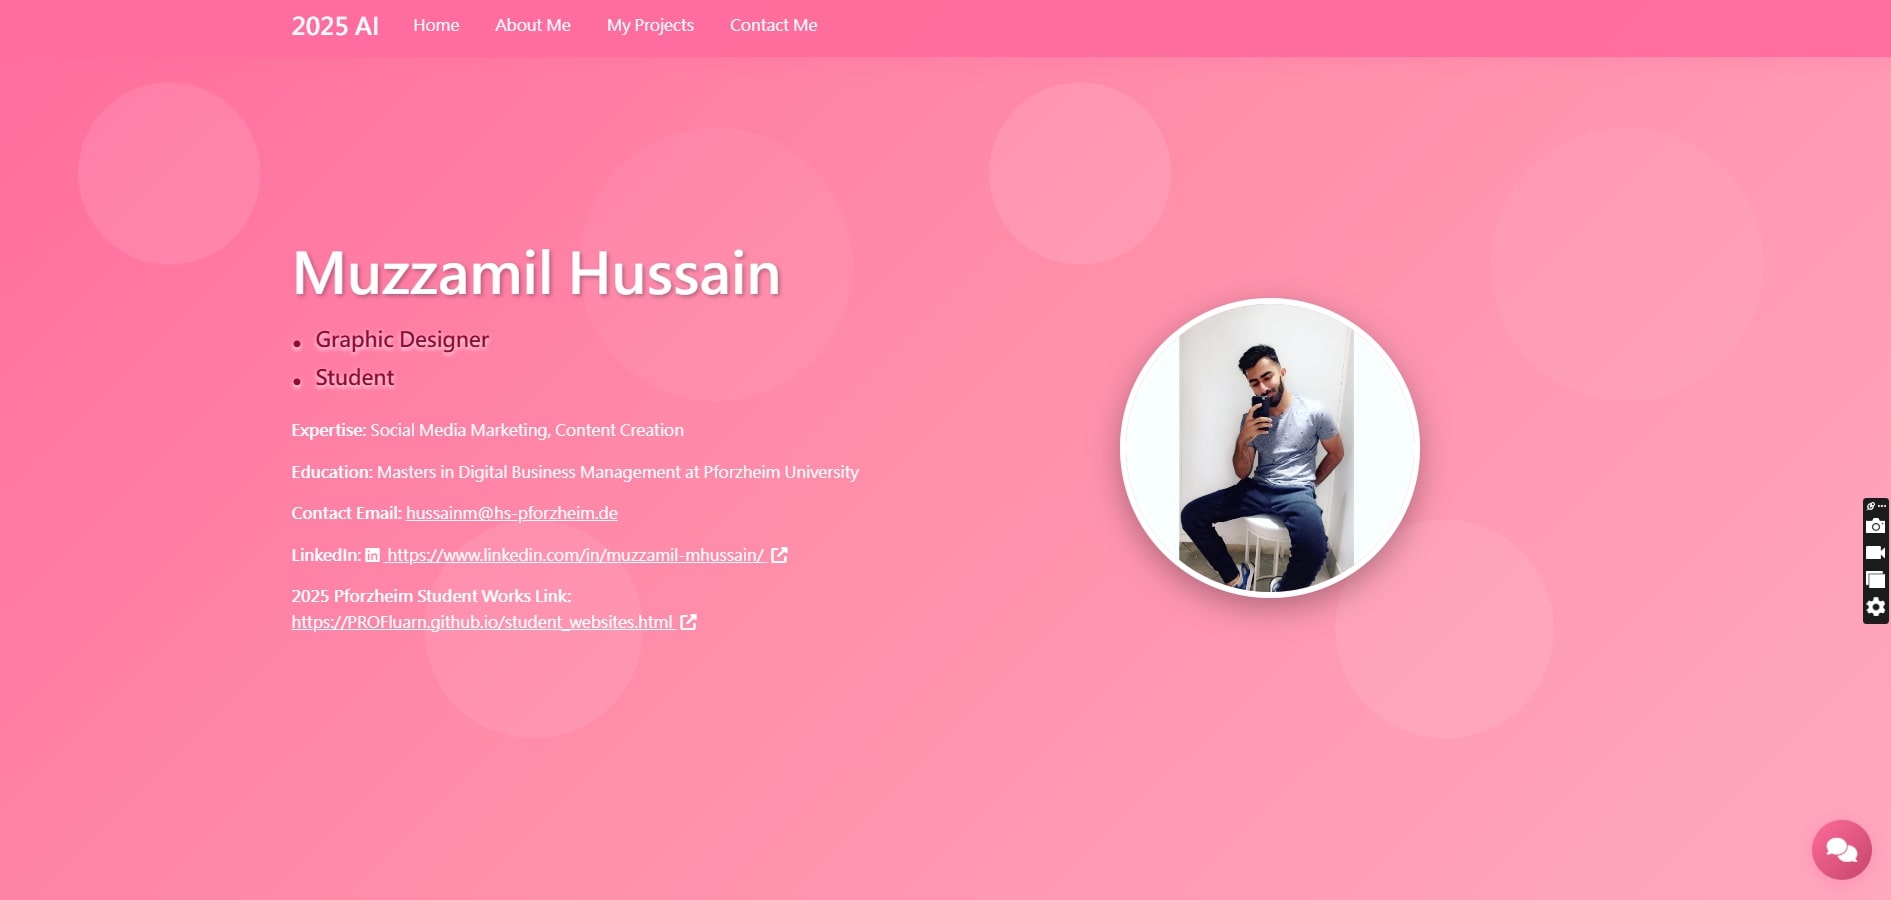 2025 AI Home About Me My Projects Contact Me
Muzzamil Hussain
• Graphic Designer
• Student
Expertise: Social Media Marketing, Content Creation
Education: Masters in Digital Business Management at Pforzheim University
Contact Email: hussainm@hs-pforzheim.de
LinkedIn: in https://www.linkedin.com/in/muzzamil-mhussain/
2025 Pforzheim Student Works Link:
https://PROFluarn.github.io/student_websites.html